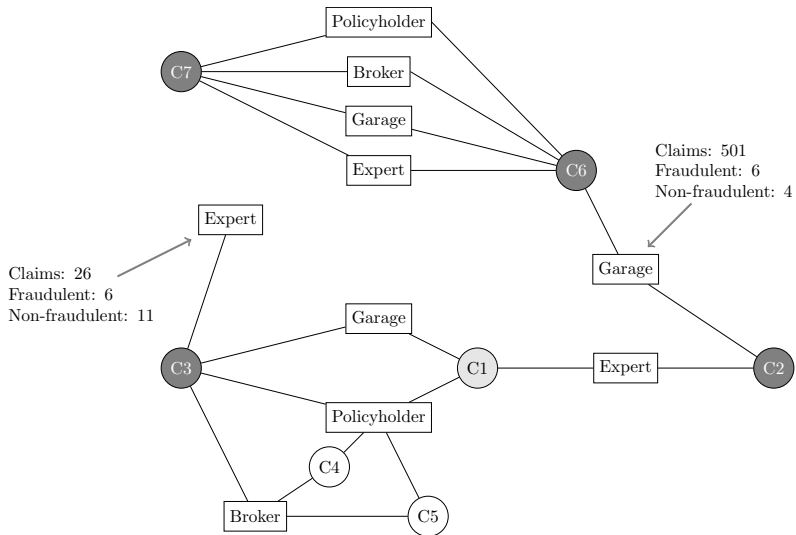 Policyholder
C7
Broker
Garage
Claims: 501
Fraudulent: 6
Non-fraudulent: 4
Expert
C6
Expert
Garage
Claims: 26
Fraudulent: 6
Non-fraudulent: 11
Garage
C3
C1
Expert
C2
Policyholder
C4
Broker
C5